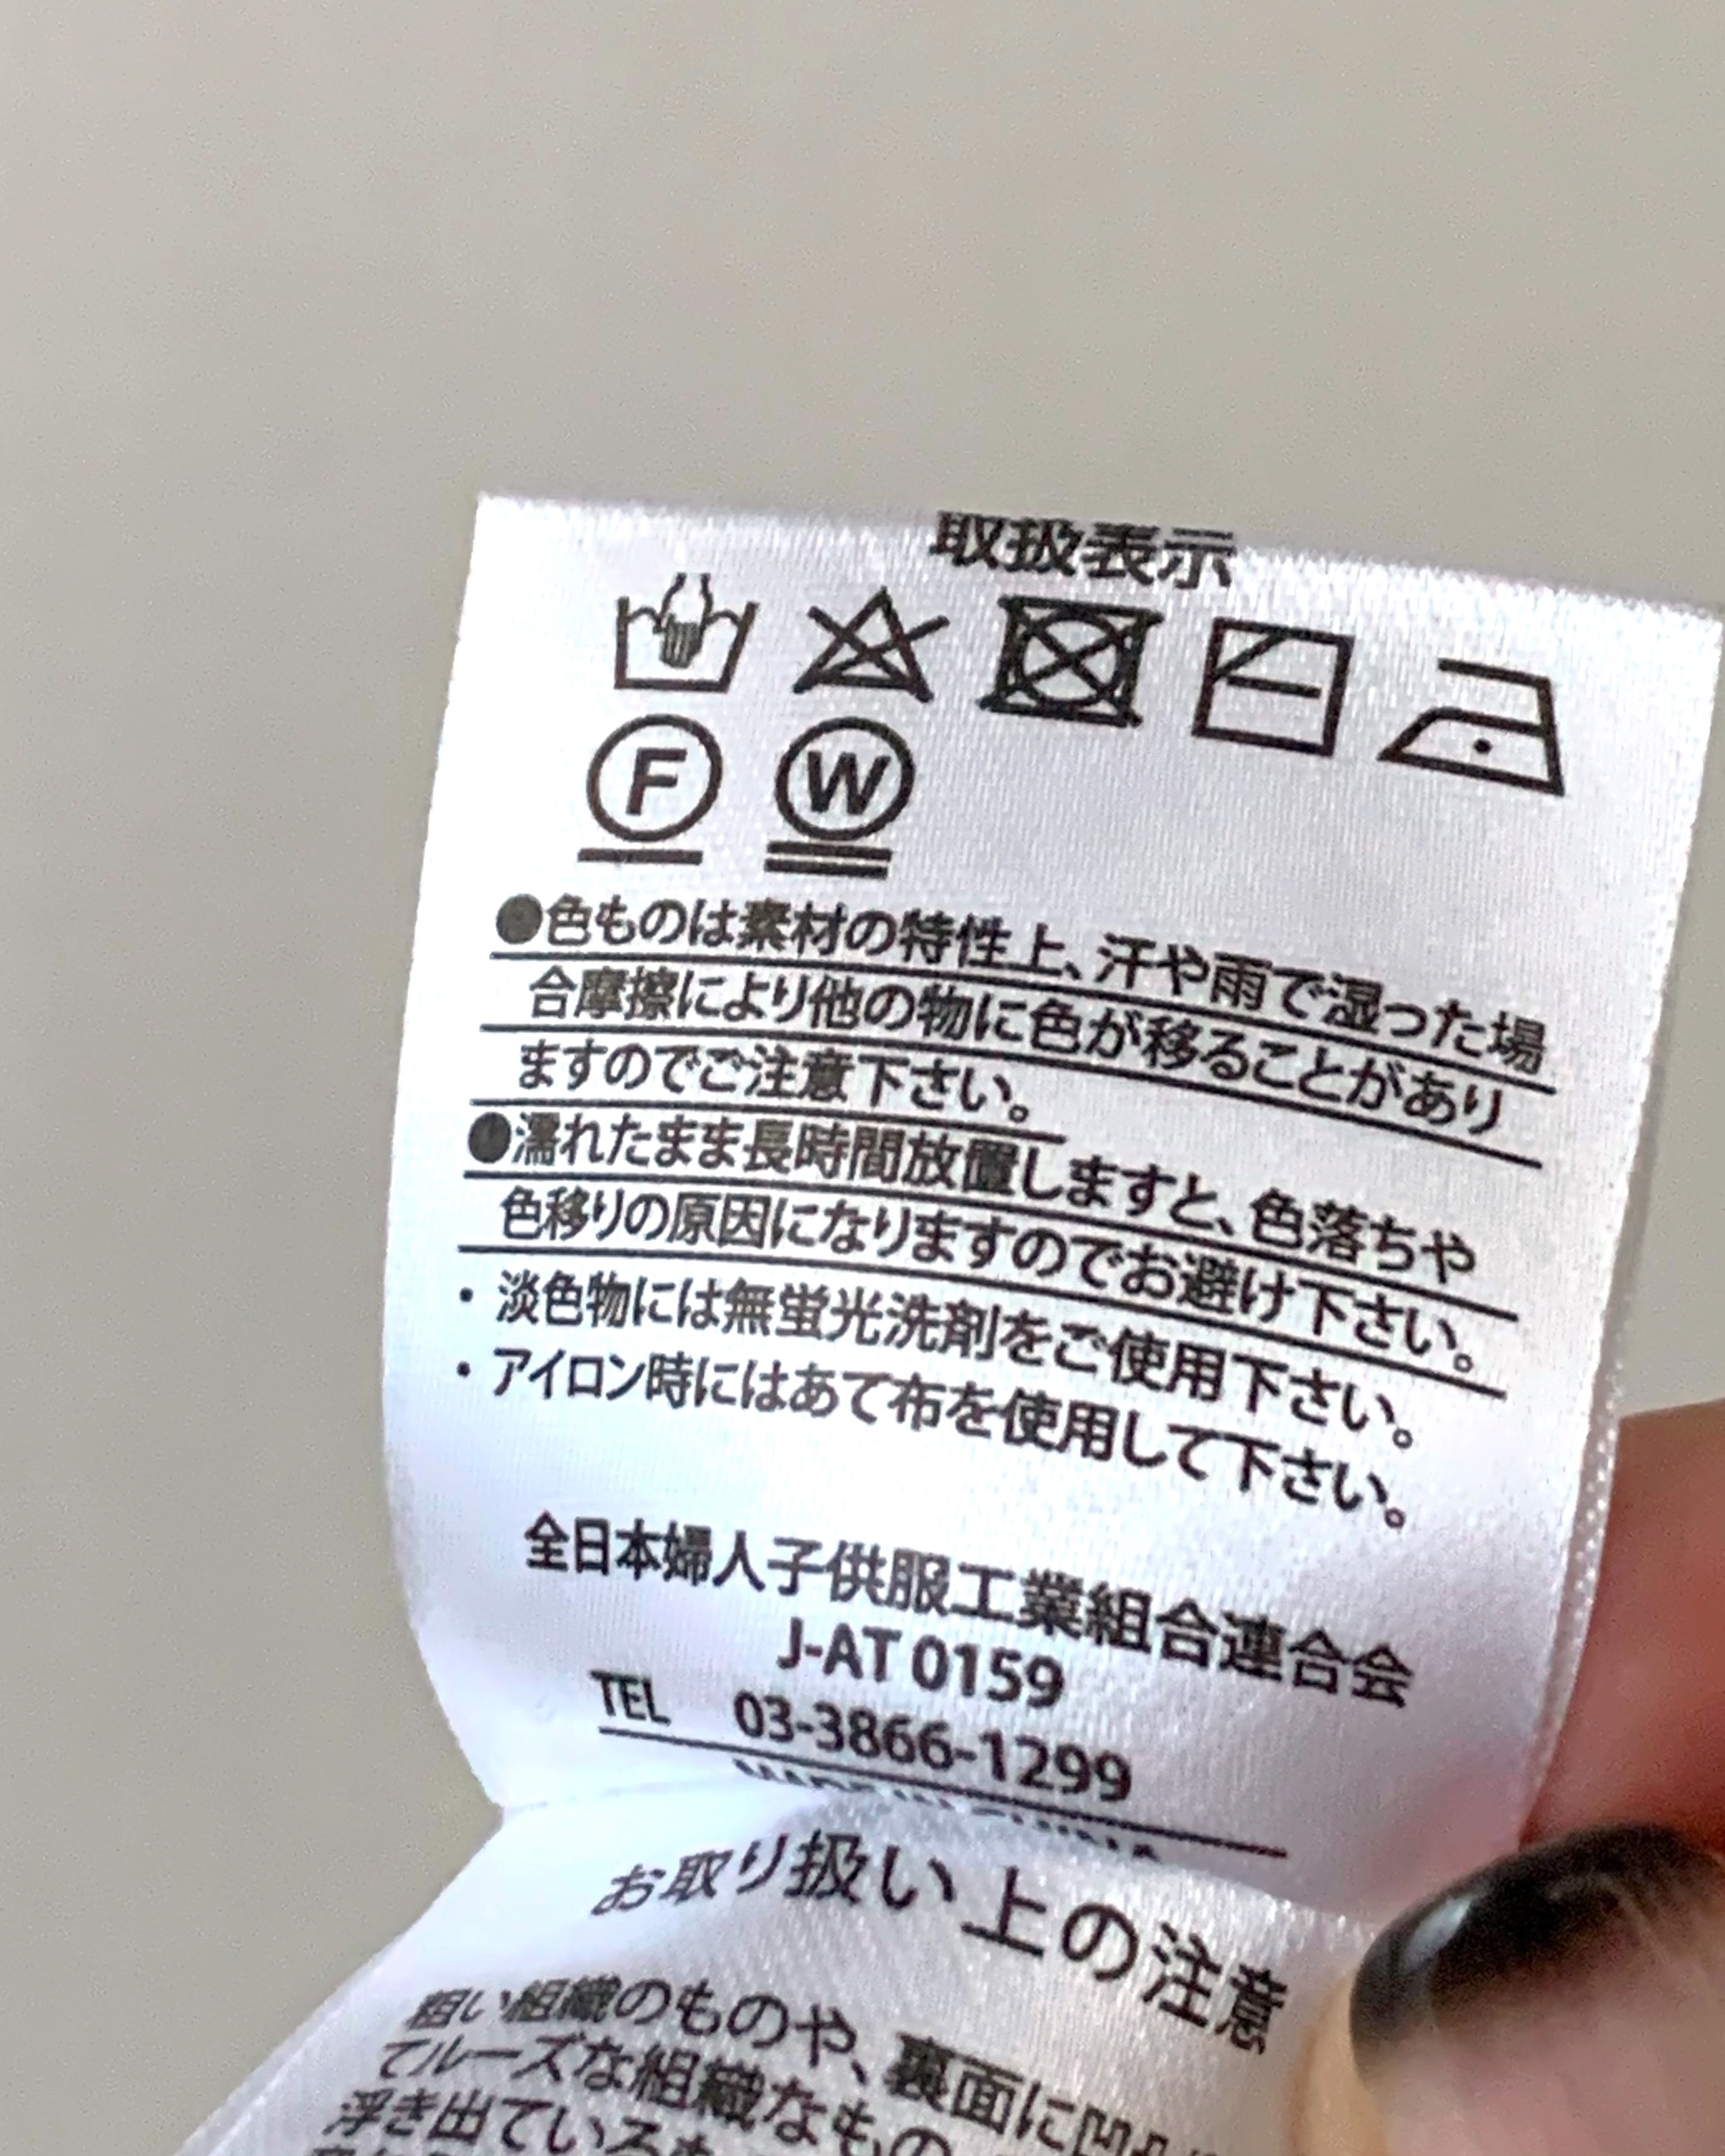 取扱表示
F W
●色ものは素材の特性上、汗や雨で湿った場
合摩擦により他の物に色が移ることがあり
ますのでご注意下さい。
●濡れたまま長時間放置しますと、色落ちや
色移りの原因になりますのでお避け下さい。
・淡色物には無蛍光洗剤をご使用下さい。
・アイロン時にはあて布を使用して下さい。
全日本婦人子供服工業組合連合会
J-AT 0159
TEL 03-3866-1299
MADE IN CHINA
お取り扱い上の注意
粗い組織のものや、裏面に凹凸
てルーズな組織なもの
浮き出ている